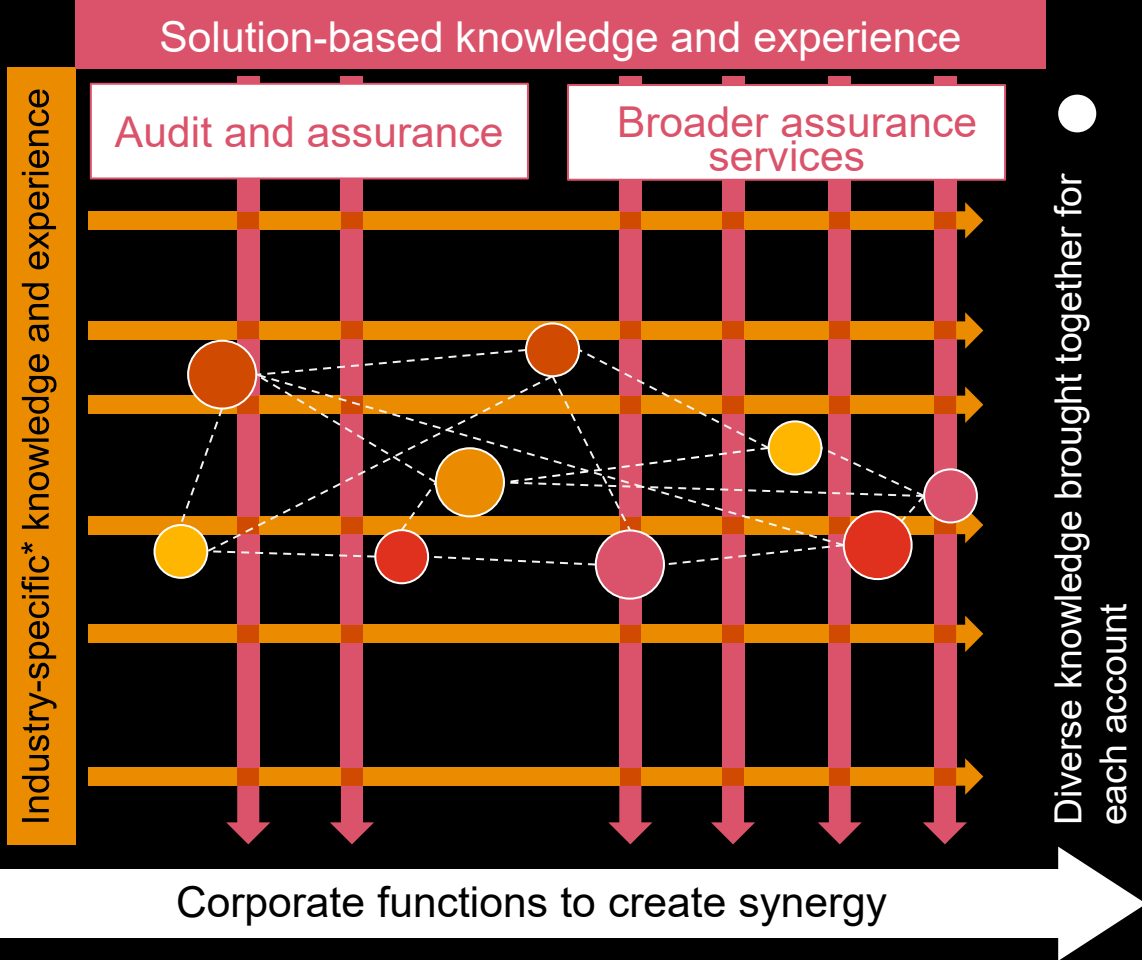 Solution-based knowledge and experience
Industry-specific* knowledge and experience
Audit and assurance
Broader assurance
services
Diverse knowledge brought together for
each account
Corporate functions to create synergy